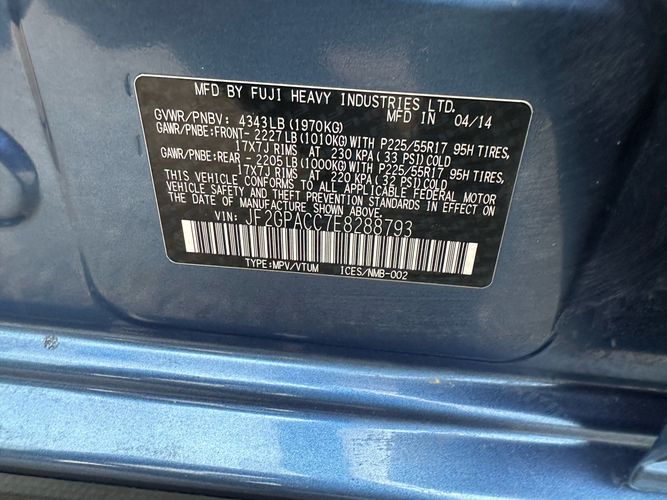 MFD BY FUJI HEAVY INDUSTRIES LTD.
GVWR/PNBV: 4343LB(1970KG) MFD IN 04/14
GAWR/PNBE:FRONT- 2227LB(1010KG)WITH P225/55R17 95H TIRES,
17X7J RIMS AT 230 KPA(33 PSI)COLD
GAWR/PNBE:REAR - 2205LB(1000KG)WITH P225/55R17 95H TIRES,
17X7J RIMS AT 220 KPA(32 PSI)COLD
THIS VEHICLE CONFORMS TO ALL APPLICABLE FEDERAL MOTOR
VEHICLE SAFETY AND THEFT PREVENTION STANDARDS IN EFFECT ON
THE DATE OF MANUFACTURE SHOWN ABOVE.
VIN: JF2GPACC7E8288793
TYPE:MPV/VTUM ICES/NMB-002